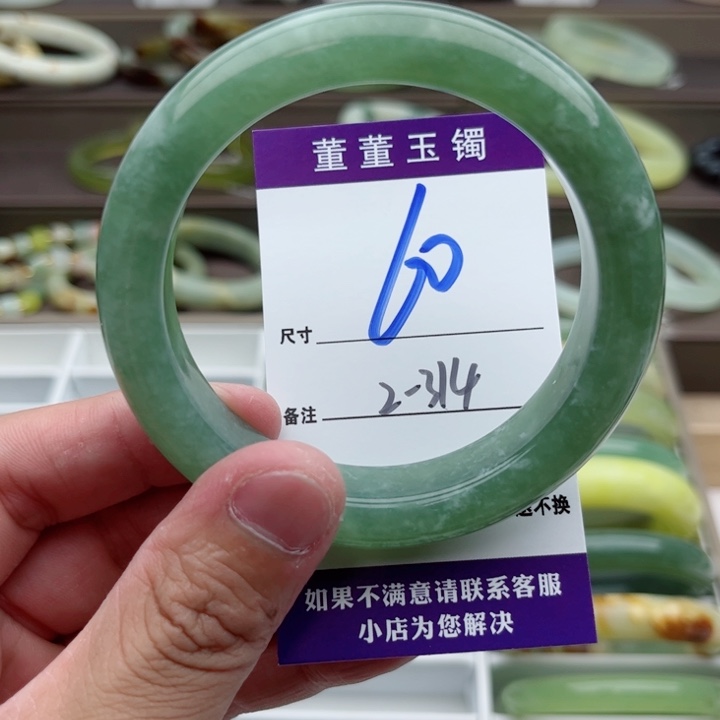 董董玉镯
尺寸 60
备注 2-314
退不换
如果不满意请联系客服
小店为您解决